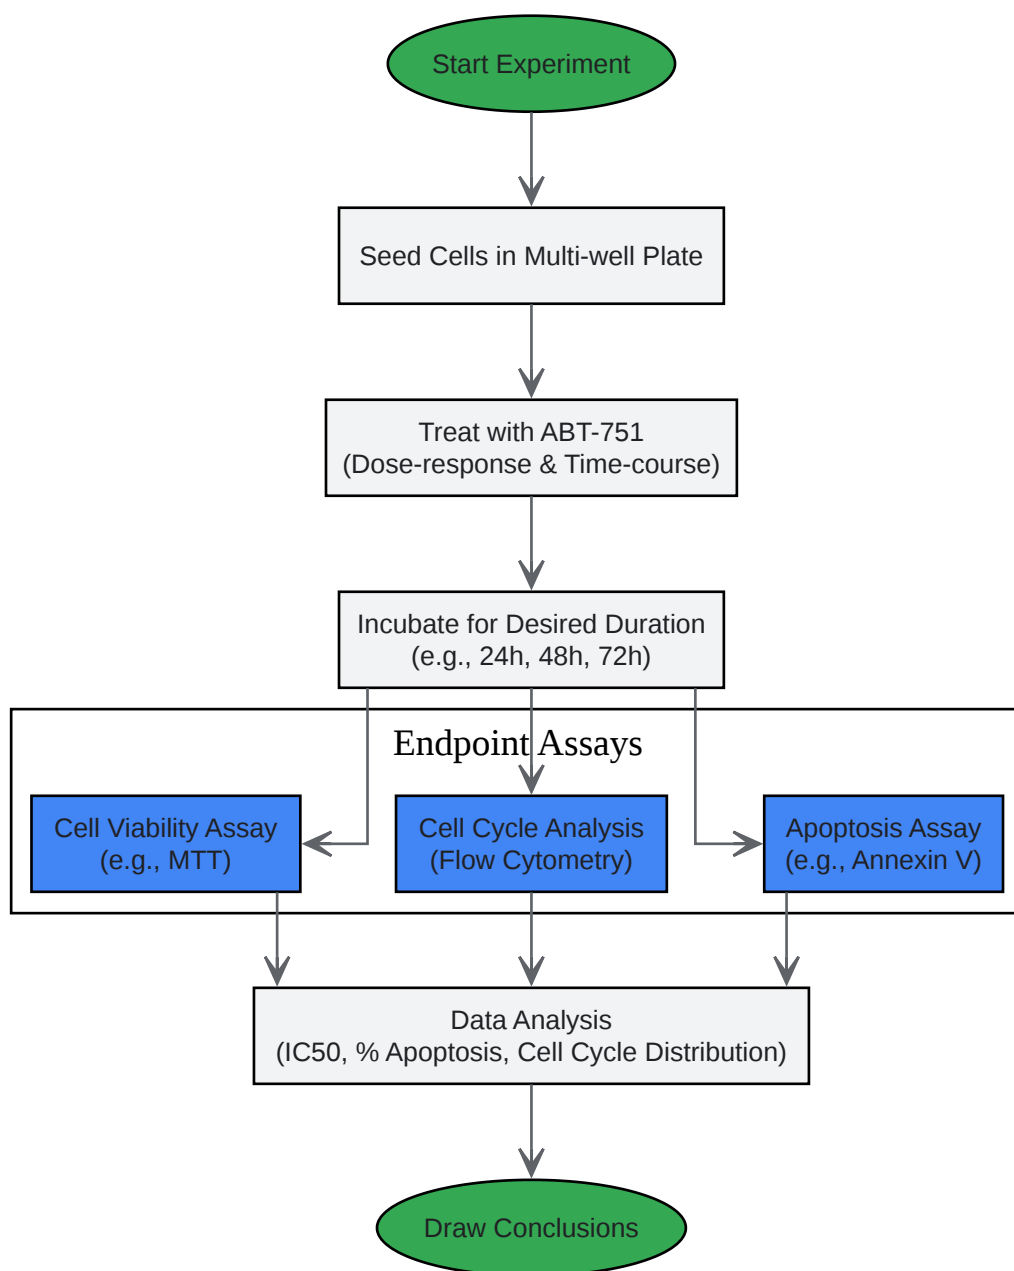 Start Experiment
Seed Cells in Multi-well Plate
Treat with ABT-751
(Dose-response & Time-course)
Incubate for Desired Duration
(e.g., 24h, 48h, 72h)
Endpoint Assays
Cell Viability Assay
(e.g., MTT)
Cell Cycle Analysis
(Flow Cytometry)
Apoptosis Assay
(e.g., Annexin V)
Data Analysis
(IC50, % Apoptosis, Cell Cycle Distribution)
Draw Conclusions